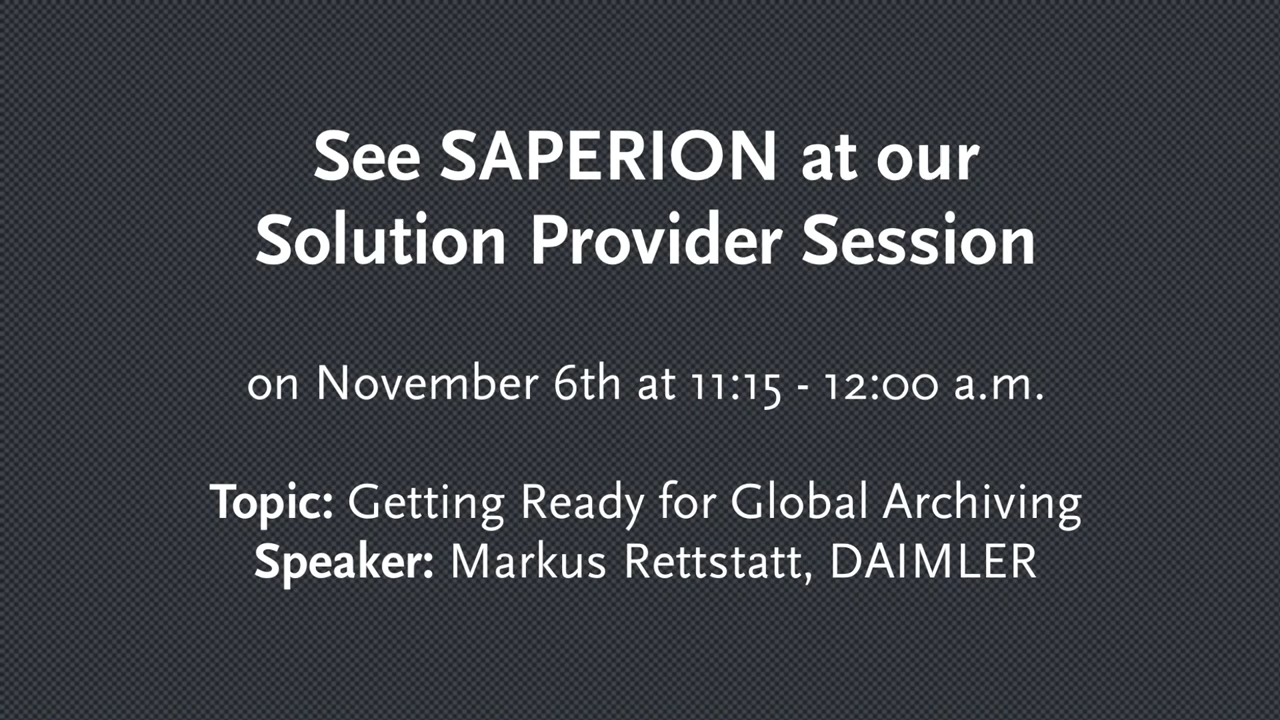 See SAPERION at our
Solution Provider Session
on November 6th at 11:15 - 12:00 a.m.
Topic: Getting Ready for Global Archiving
Speaker: Markus Rettstatt, DAIMLER